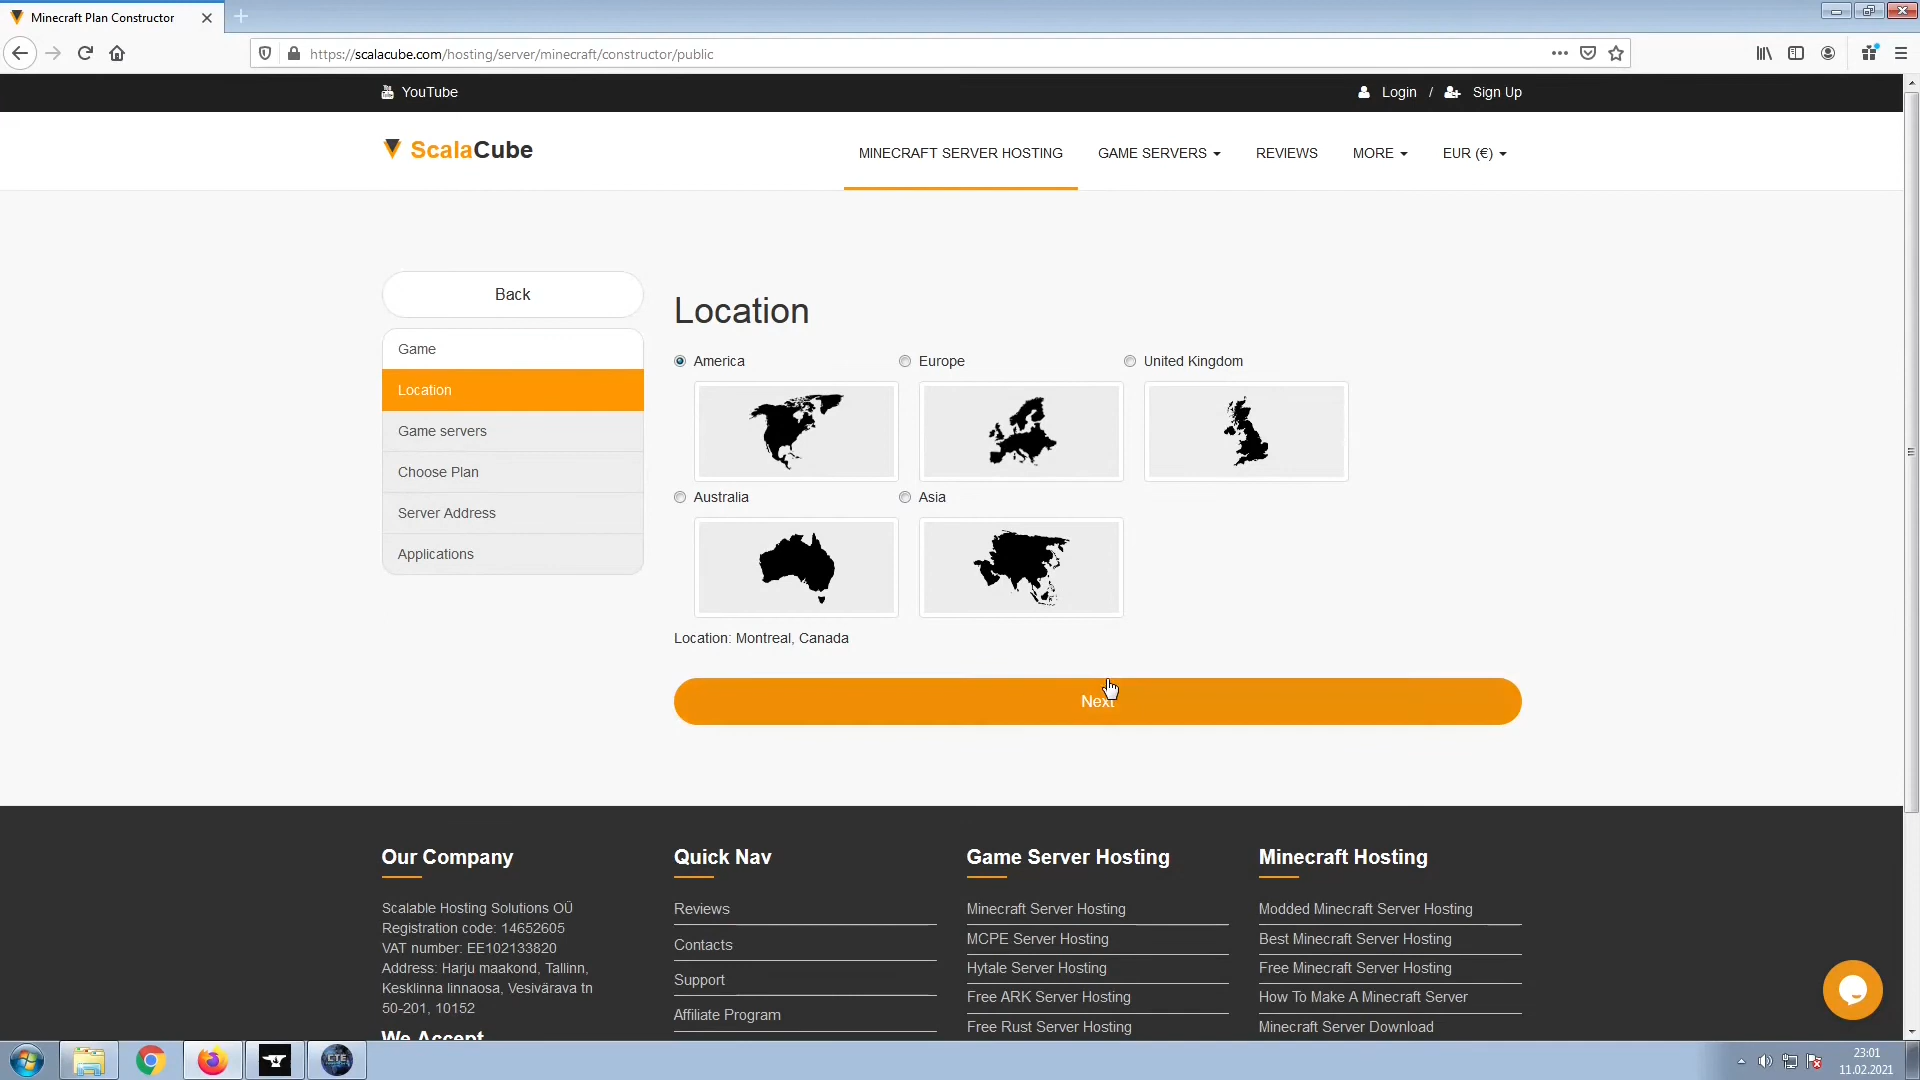 Minecraft Plan Constructor
https://scalacube.com/hosting/server/minecraft/constructor/public
YouTube
Login / Sign Up
ScalaCube
MINECRAFT SERVER HOSTING
GAME SERVERS
REVIEWS
MORE
EUR (€)
Back
Game
Location
Game servers
Choose Plan
Server Address
Applications
Location
America
Europe
United Kingdom
Australia
Asia
Location: Montreal, Canada
Next
Our Company
Scalable Hosting Solutions OÜ
Registration code: 14652605
VAT number: EE102133820
Address: Harju maakond, Tallinn,
Kesklinna linnaosa, Vesivärava tn
50-201, 10152
We Accept
Quick Nav
Reviews
Contacts
Support
Affiliate Program
Game Server Hosting
Minecraft Server Hosting
MCPE Server Hosting
Hytale Server Hosting
Free ARK Server Hosting
Free Rust Server Hosting
Minecraft Hosting
Modded Minecraft Server Hosting
Best Minecraft Server Hosting
Free Minecraft Server Hosting
How To Make A Minecraft Server
Minecraft Server Download
CTE
23:01
11.02.2021